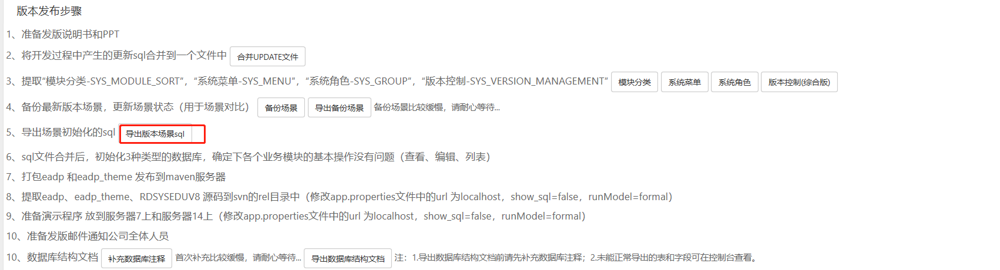 版本发布步骤
1、准备发版说明书和PPT
2、将开发过程中产生的更新sql合并到一个文件中 合并UPDATE文件
3、提取“模块分类-SYS_MODULE_SORT”，“系统菜单-SYS_MENU”，“系统角色-SYS_GROUP”，“版本控制-SYS_VERSION_MANAGEMENT” 模块分类 系统菜单 系统角色 版本控制(综合版)
4、备份最新版本场景，更新场景状态（用于场景对比） 备份场景 导出备份场景 备份场景比较缓慢，请耐心等待...
5、导出场景初始化的sql 导出版本场景sql
6、sql文件合并后，初始化3种类型的数据库，确定下各个业务模块的基本操作没有问题（查看、编辑、列表）
7、打包eadp 和eadp_theme 发布到maven服务器
8、提取eadp、eadp_theme、RDSYSEDUV8 源码到svn的rel目录中（修改app.properties文件中的url 为localhost，show_sql=false，runModel=formal）
9、准备演示程序 放到服务器7上和服务器14上（修改app.properties文件中的url 为localhost，show_sql=false，runModel=formal）
10、准备发版邮件通知公司全体人员
10、数据库结构文档 补充数据库注释 首次补充比较缓慢，请耐心等待... 导出数据库结构文档 注：1.导出数据库结构文档前请先补充数据库注释；2.未能正常导出的表和字段可在控制台查看。